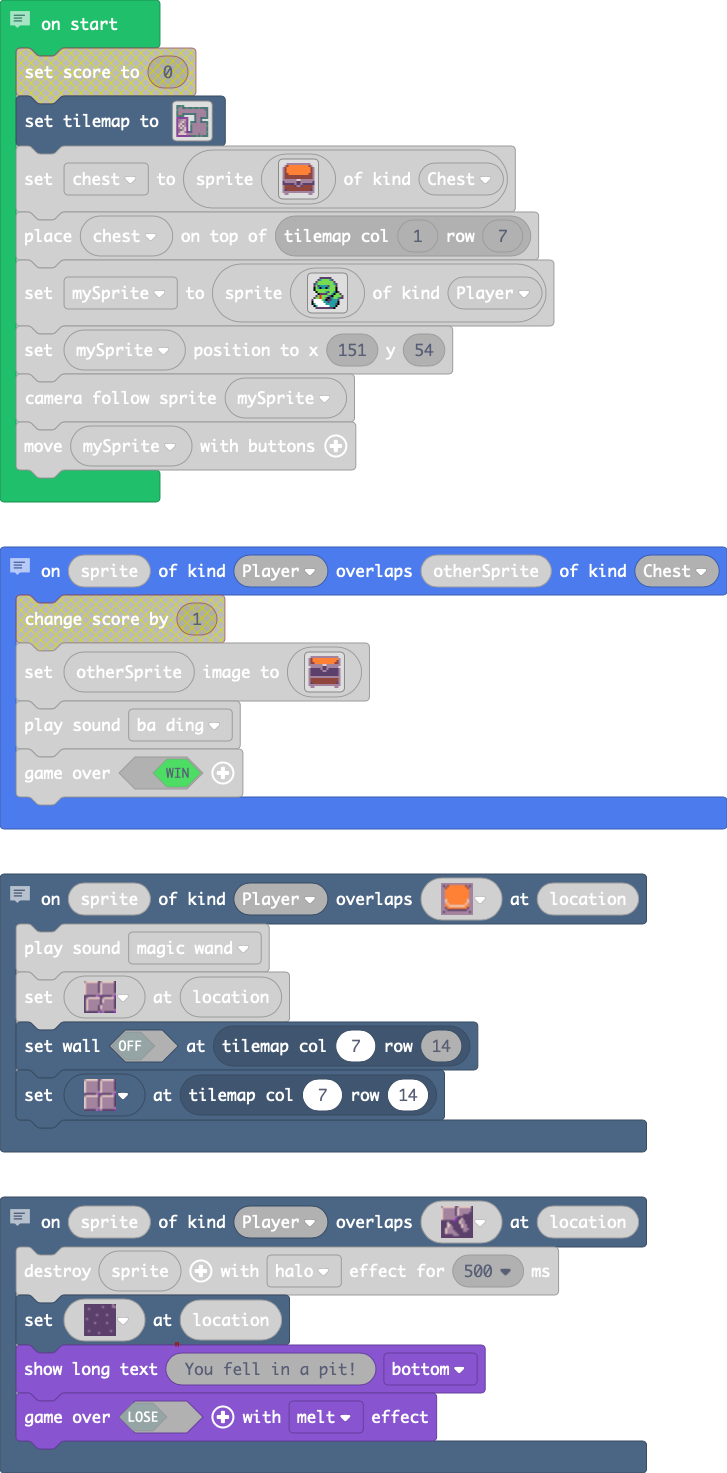 on start
set score to 0
set tilemap to
set chest to sprite of kind Chest
place chest on top of tilemap col 1 row 7
set mySprite to sprite of kind Player
set mySprite position to x 151 y 54
camera follow sprite mySprite
move mySprite with buttons
on sprite of kind Player overlaps otherSprite of kind Chest
change score by 1
set otherSprite image to
play sound ba ding
game over WIN
on sprite of kind Player overlaps at location
play sound magic wand
set at location
set wall OFF at tilemap col 7 row 14
set at tilemap col 7 row 14
on sprite of kind Player overlaps at location
destroy sprite with halo effect for 500 ms
set at location
show long text You fell in a pit! bottom
game over LOSE with melt effect